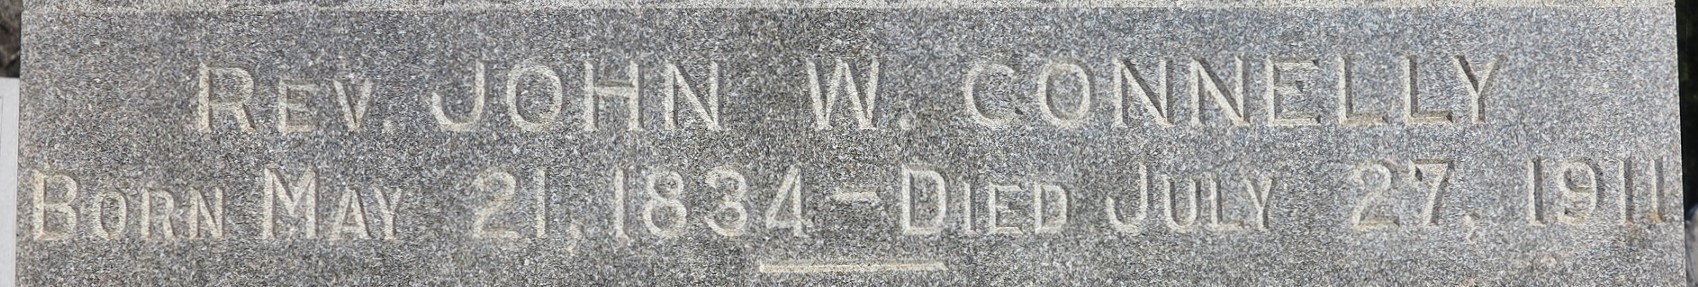 REV. JOHN W. CONNELLY
BORN MAY 21, 1834 - DIED JULY 27, 1911